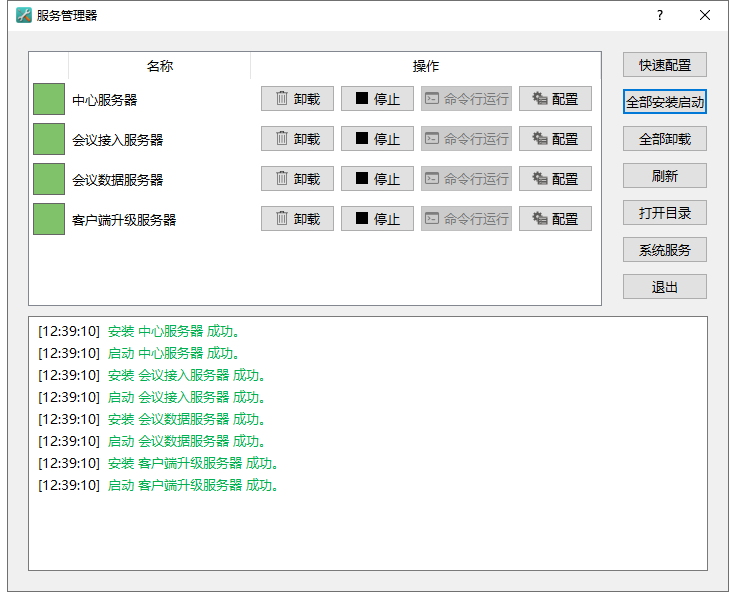 服务管理器
?
名称 操作
中心服务器 卸载 停止 命令行运行 配置
会议接入服务器 卸载 停止 命令行运行 配置
会议数据服务器 卸载 停止 命令行运行 配置
客户端升级服务器 卸载 停止 命令行运行 配置
快速配置
全部安装启动
全部卸载
刷新
打开目录
系统服务
退出
[12:39:10] 安装 中心服务器 成功。
[12:39:10] 启动 中心服务器 成功。
[12:39:10] 安装 会议接入服务器 成功。
[12:39:10] 启动 会议接入服务器 成功。
[12:39:10] 安装 会议数据服务器 成功。
[12:39:10] 启动 会议数据服务器 成功。
[12:39:10] 安装 客户端升级服务器 成功。
[12:39:10] 启动 客户端升级服务器 成功。